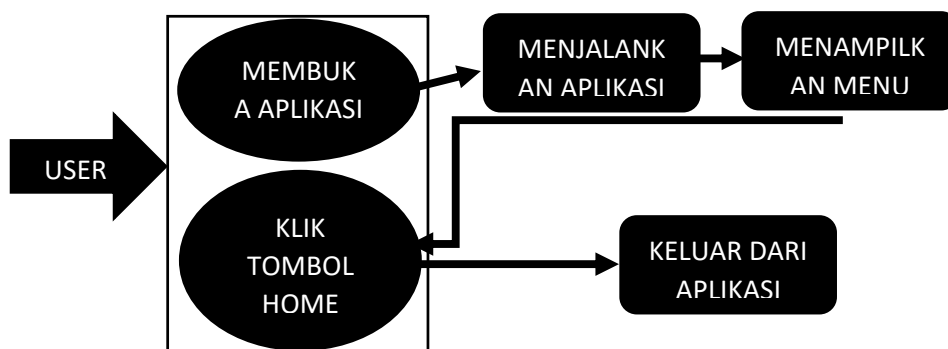 USER
MEMBUK
A APLIKASI
MENJALANK
AN APLIKASI
MENAMPILK
AN MENU
KLIK
TOMBOL
HOME
KELUAR DARI
APLIKASI